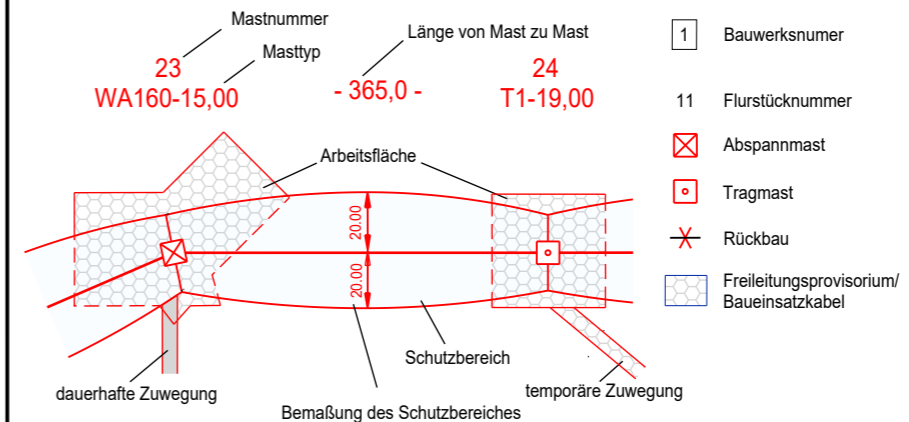 Mastnummer
Masttyp
Länge von Mast zu Mast
23
WA160-15,00
- 365,0 -
24
T1-19,00
Arbeitsfläche
20.00
20.00
Schutzbereich
dauerhafte Zuwegung
temporäre Zuwegung
Bemaßung des Schutzbereiches
1 Bauwerksnumer
11 Flurstücknummer
Abspannmast
Tragmast
Rückbau
Freileitungsprovisorium/
Baueinsatzkabel